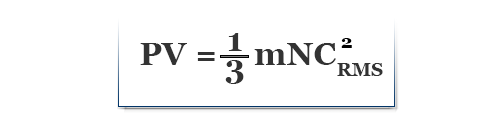 PV = 1/3 mNC²RMS